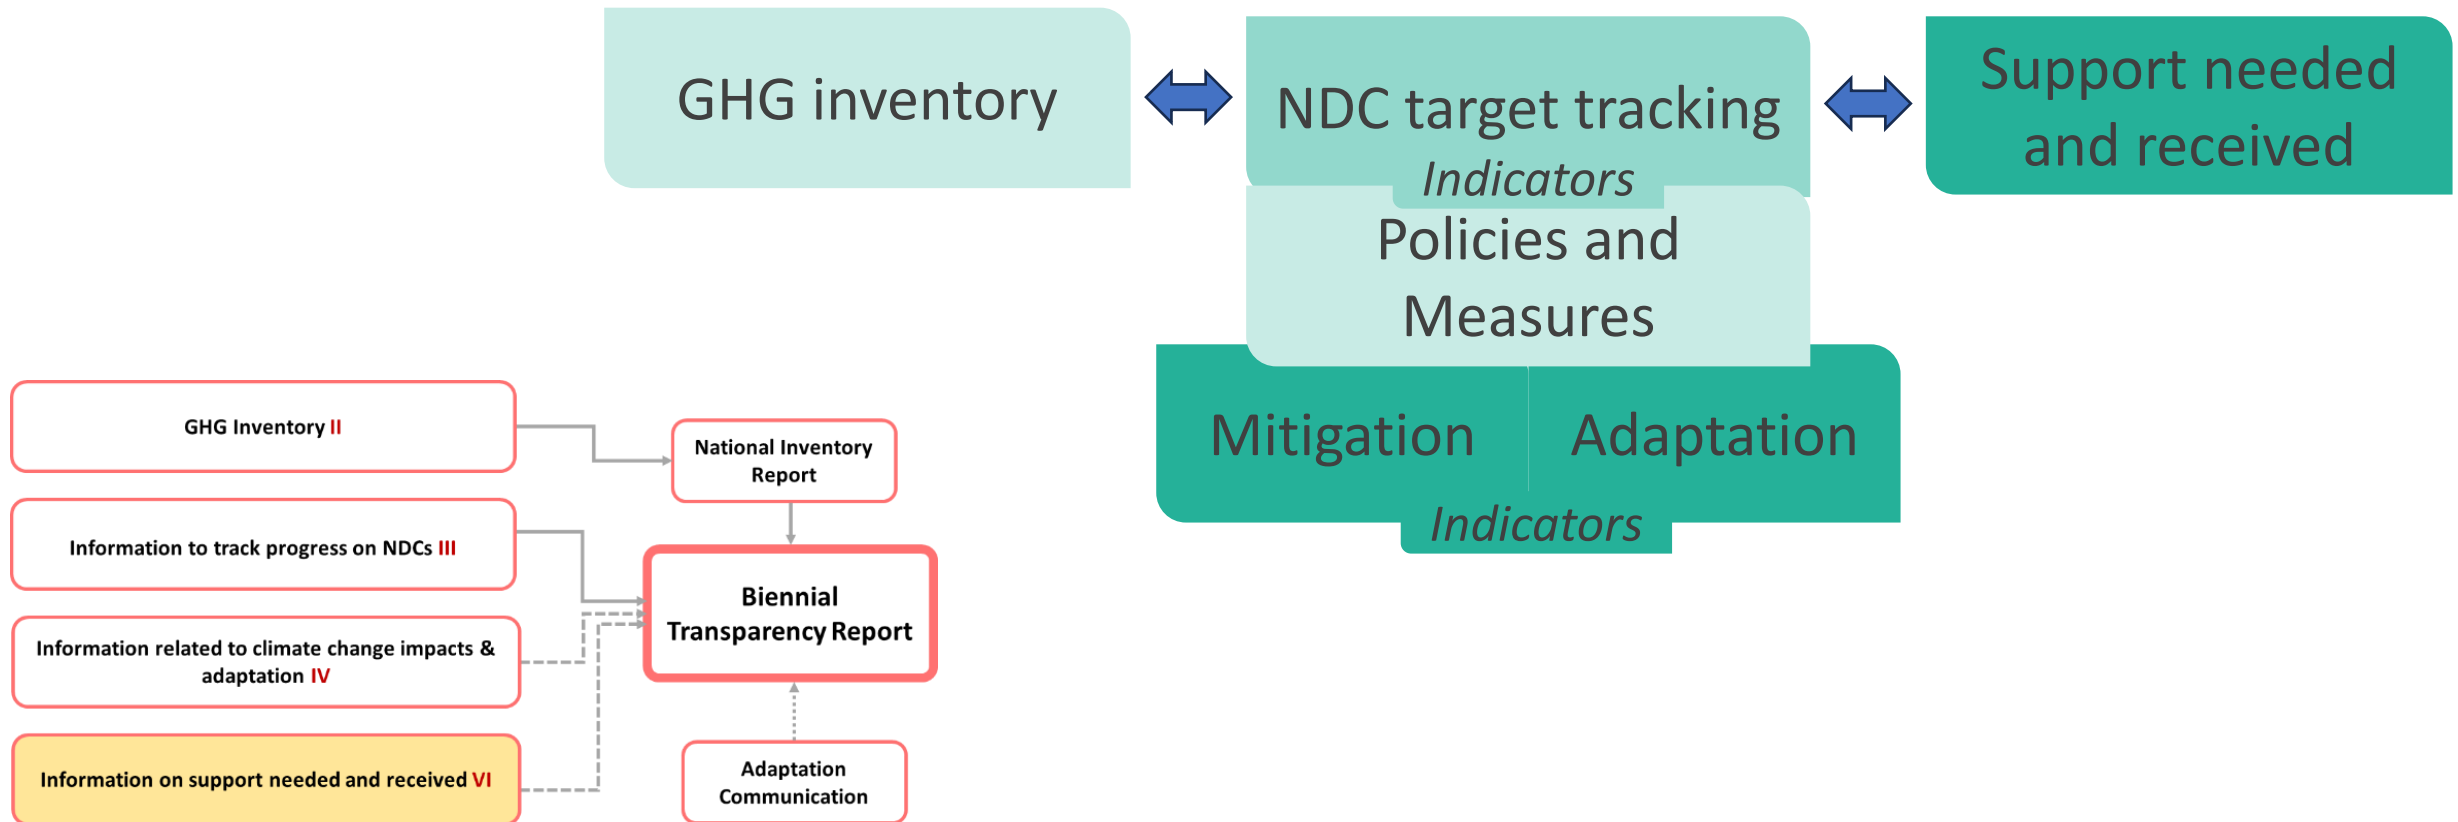 GHG inventory
NDC target tracking
Indicators
Support needed
and received
Policies and
Measures
Mitigation
Adaptation
Indicators
GHG Inventory II
Information to track progress on NDCs III
Information related to climate change impacts &
adaptation IV
Information on support needed and received VI
National Inventory
Report
Biennial
Transparency Report
Adaptation
Communication